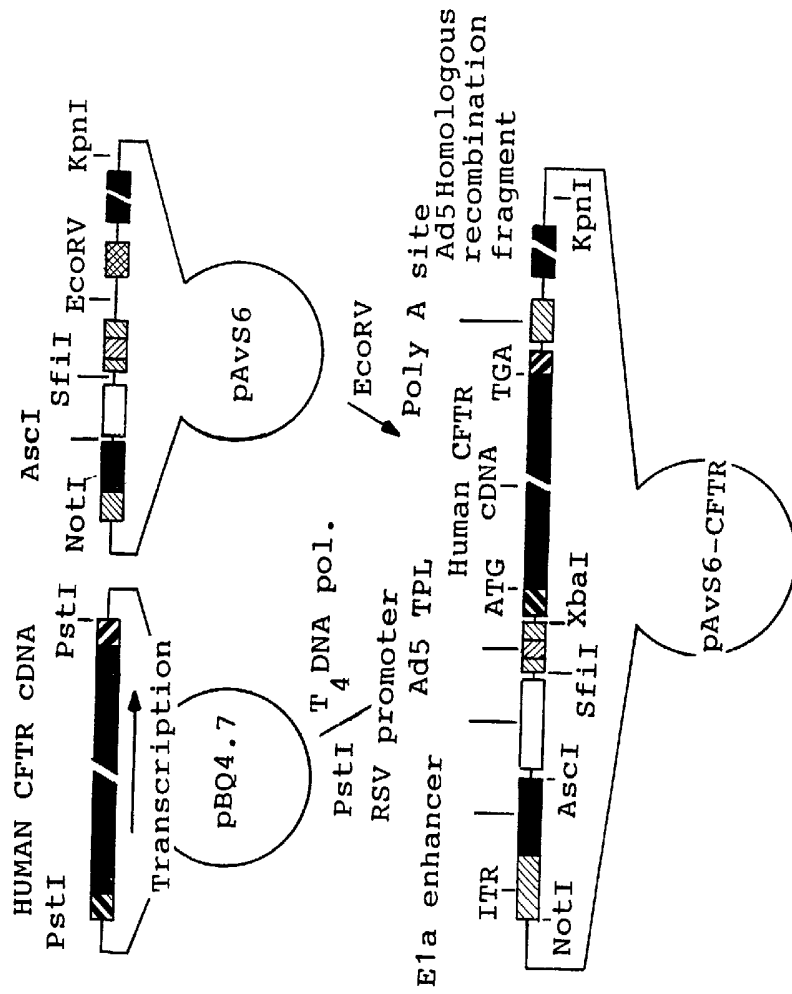 HUMAN CFTR cDNA
PstI
PstI
Transcription
pBQ4.7
NotI
AscI
SfiI
EcoRV
KpnI
pAvS6
PstI
T4 DNA pol.
EcoRV
E1a enhancer
RSV promoter
Ad5 TPL
Human CFTR
cDNA
Poly A site
Ad5 Homologous
recombination
fragment
ITR
ATG
TGA
NotI
AscI
SfiI
XbaI
KpnI
pAvS6-CFTR